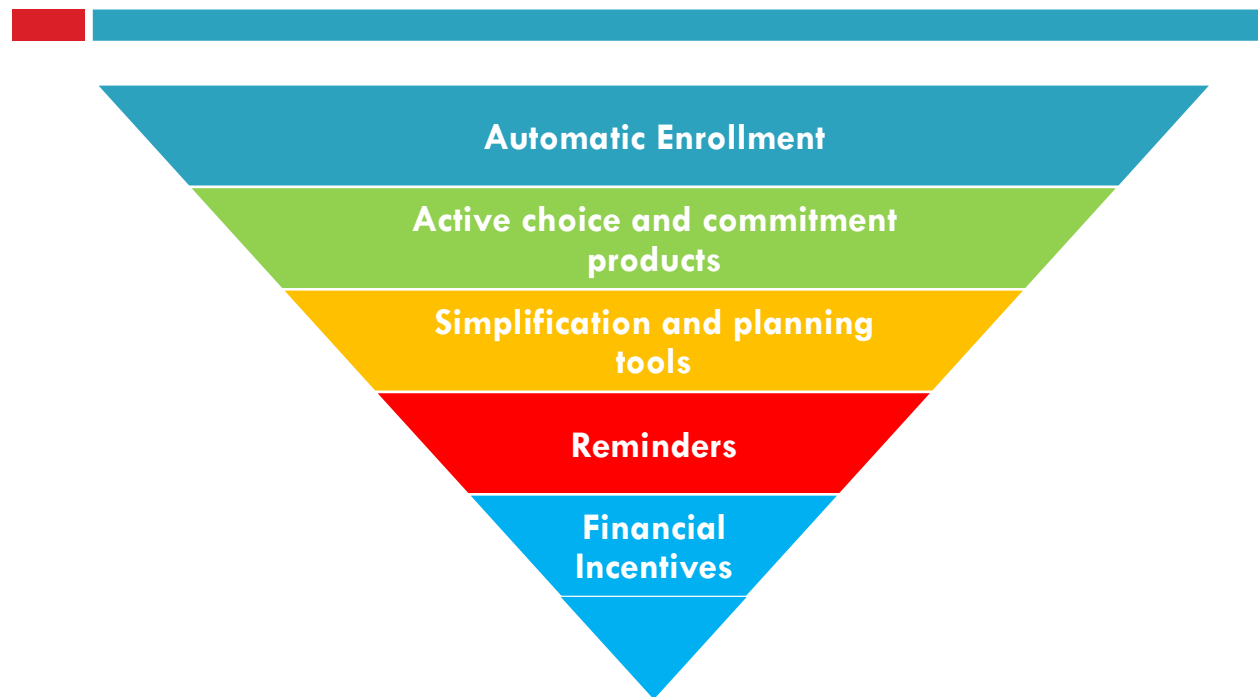 Automatic Enrollment
Active choice and commitment
products
Simplification and planning
tools
Reminders
Financial
Incentives